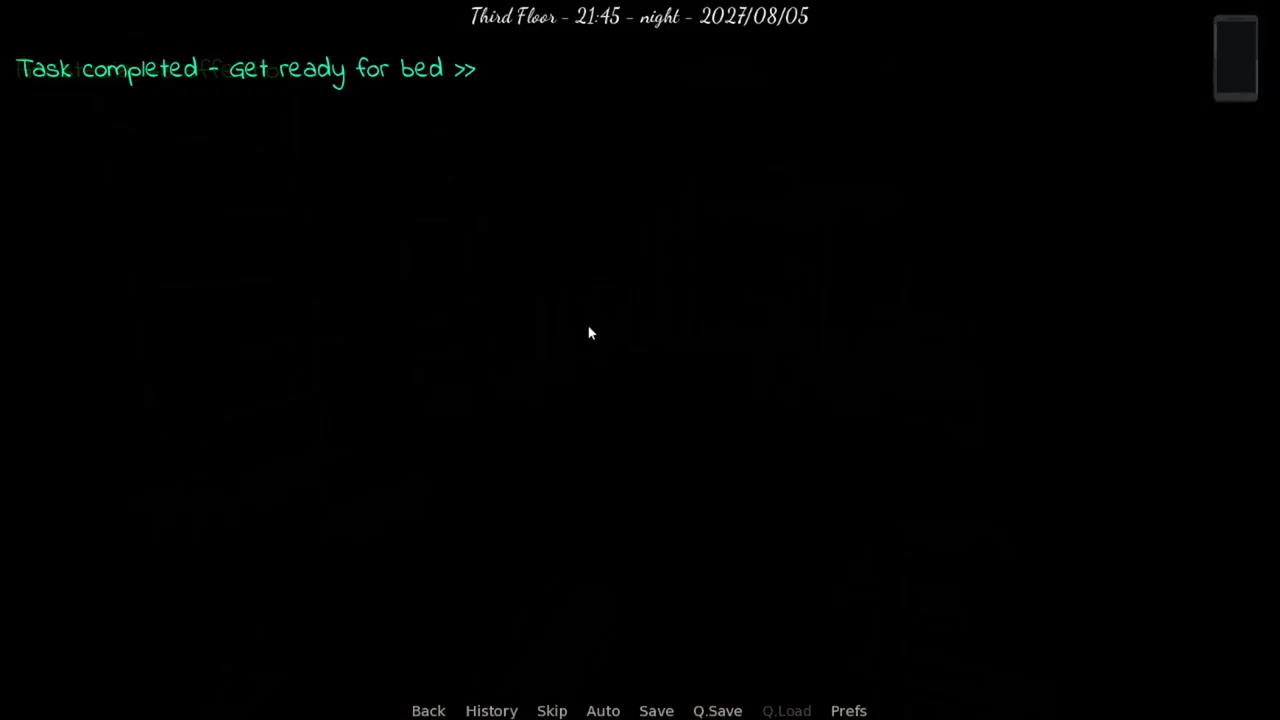 Third Floor - 21:45 - night - 2027/08/05
Task completed - Get ready for bed >>
Back History Skip Auto Save Q.Save Q.Load Prefs